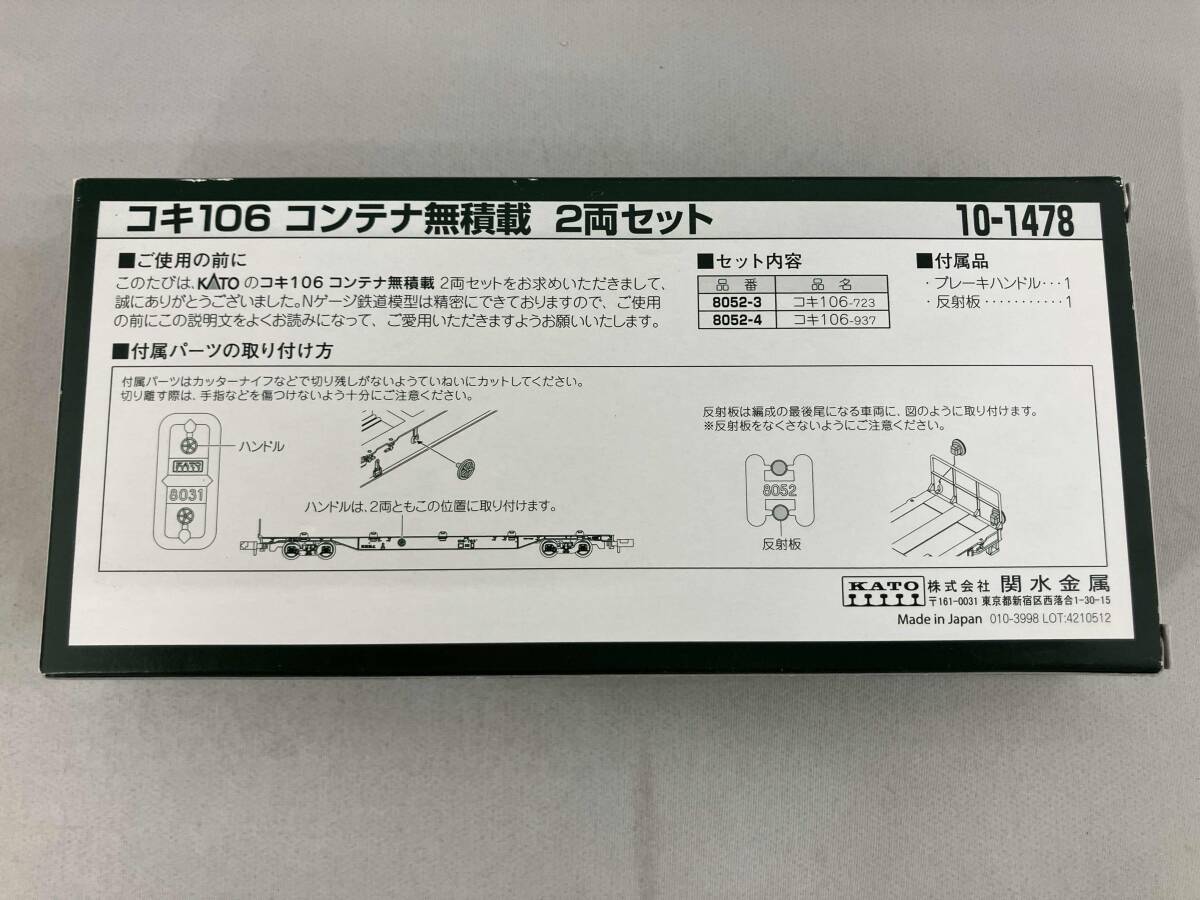 コキ106 コンテナ無積載 2両セット
10-1478
■ご使用の前に
このたびは、KATOのコキ106 コンテナ無積載 2両セットをお求めいただきまして、
誠にありがとうございました。Nゲージ鉄道模型は精密にできておりますので、ご使用
の前にこの説明文をよくお読みになって、ご愛用いただきますようお願いいたします。
■セット内容
品番 品名
8052-3 コキ106-723
8052-4 コキ106-937
■付属品
・ブレーキハンドル…1
・反射板…………1
■付属パーツの取り付け方
付属パーツはカッターナイフなどで切り残しがないようていねいにカットしてください。
切り離す際は、手指などを傷つけないよう十分にご注意ください。
ハンドル
KATO
8031
ハンドルは、2両ともこの位置に取り付けます。
反射板は編成の最後尾になる車両に、図のように取り付けます。
※反射板をなくさないようにご注意ください。
8052
反射板
KATO 株式会社 関水金属
〒161-0031 東京都新宿区西落合1-30-15
Made in Japan 010-3998 LOT:4210512